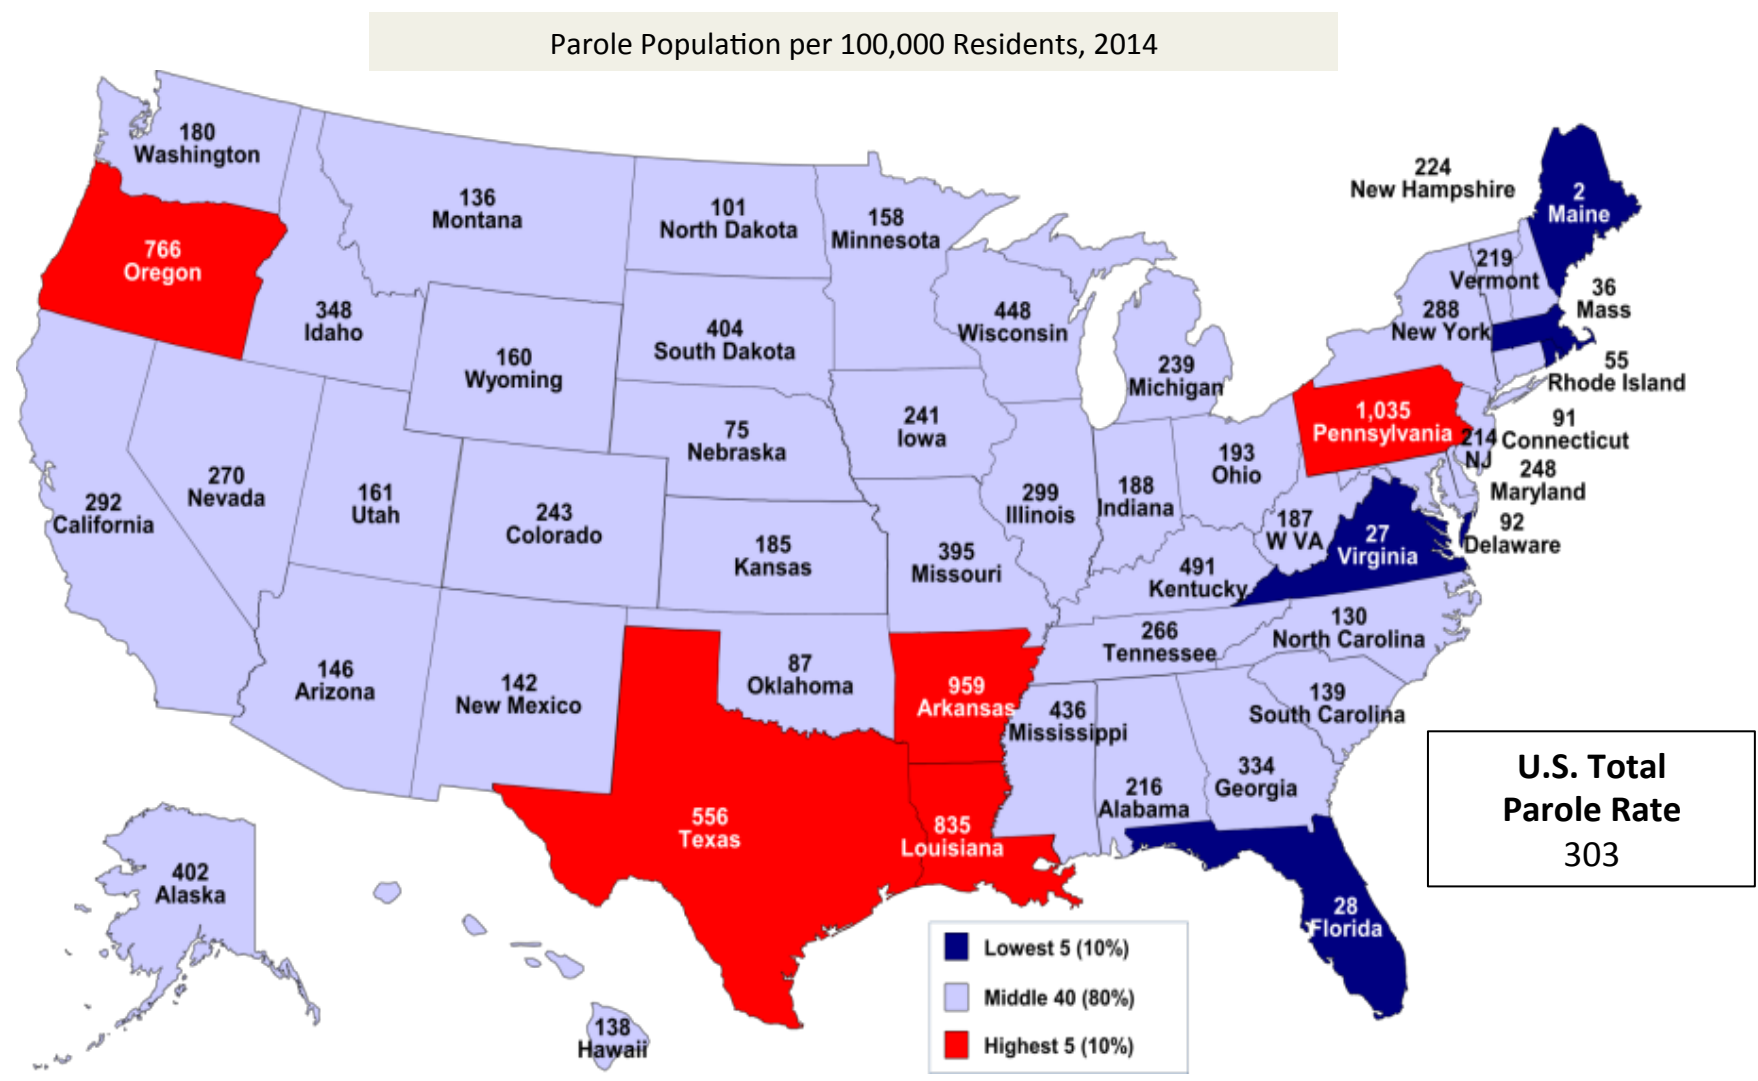 Parole Population per 100,000 Residents, 2014
180
Washington
136
Montana
101
North Dakota
158
Minnesota
224
New Hampshire
2
Maine
766
Oregon
219
Vermont
36
Mass
348
Idaho
404
South Dakota
448
Wisconsin
288
New York
160
Wyoming
239
Michigan
55
Rhode Island
241
Iowa
1,035
Pennsylvania
91
Connecticut
75
Nebraska
193
Ohio
214
NJ
248
Maryland
292
California
270
Nevada
161
Utah
243
Colorado
299
Illinois
188
Indiana
187
W VA
27
Virginia
92
Delaware
185
Kansas
395
Missouri
491
Kentucky
146
Arizona
142
New Mexico
87
Oklahoma
266
Tennessee
130
North Carolina
959
Arkansas
436
Mississippi
139
South Carolina
556
Texas
835
Louisiana
216
Alabama
334
Georgia
U.S. Total
Parole Rate
303
402
Alaska
28
Florida
138
Hawaii
Lowest 5 (10%)
Middle 40 (80%)
Highest 5 (10%)